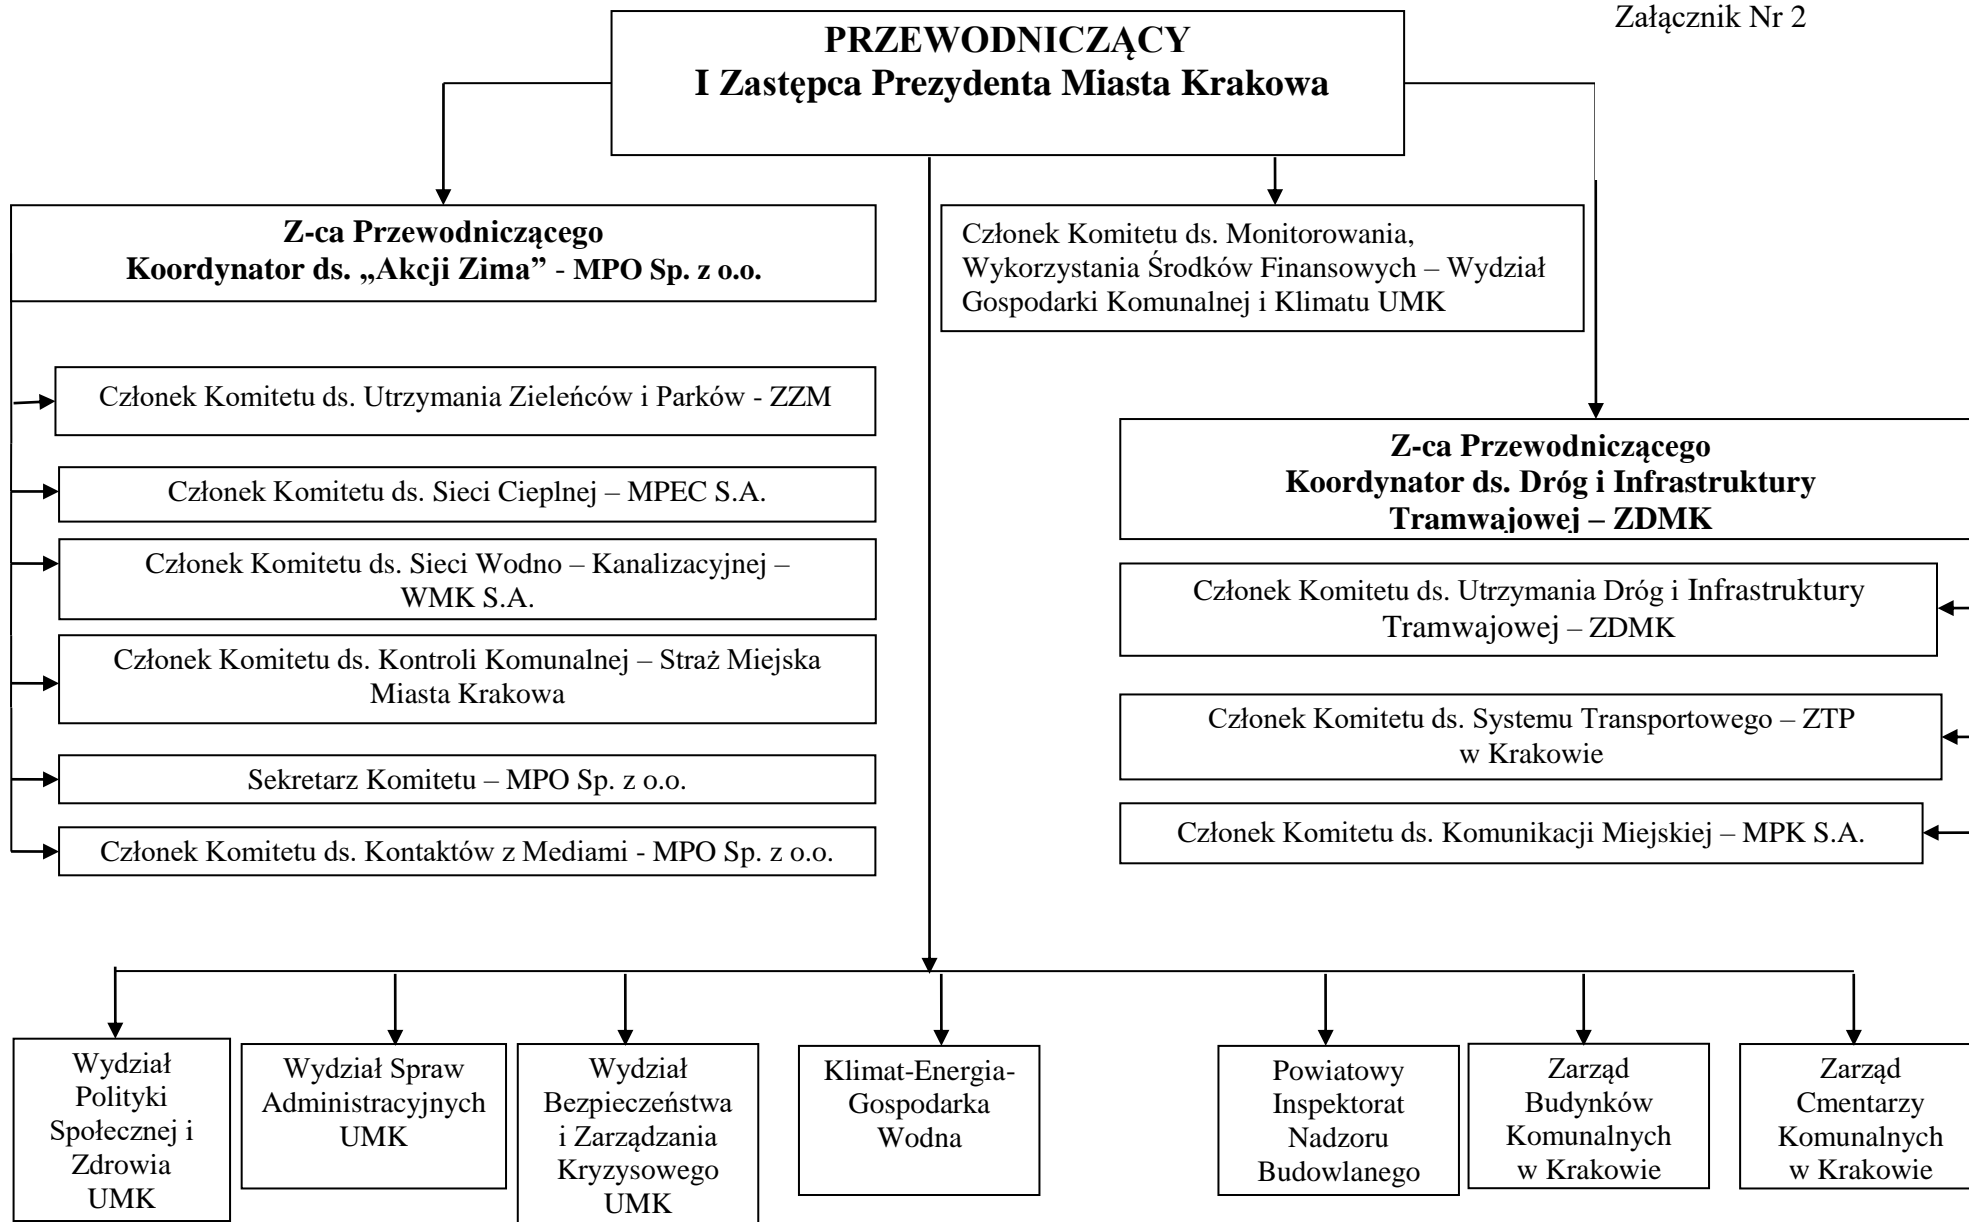 Załącznik Nr 2
PRZEWODNICZĄCY
I Zastępca Prezydenta Miasta Krakowa
Z-ca Przewodniczącego
Koordynator ds. „Akcji Zima” - MPO Sp. z o.o.
Członek Komitetu ds. Monitorowania,
Wykorzystania Środków Finansowych – Wydział
Gospodarki Komunalnej i Klimatu UMK
Członek Komitetu ds. Utrzymania Zieleńców i Parków - ZZM
Członek Komitetu ds. Sieci Cieplnej – MPEC S.A.
Członek Komitetu ds. Sieci Wodno – Kanalizacyjnej –
WMK S.A.
Członek Komitetu ds. Kontroli Komunalnej – Straż Miejska
Miasta Krakowa
Sekretarz Komitetu – MPO Sp. z o.o.
Członek Komitetu ds. Kontaktów z Mediami - MPO Sp. z o.o.
Z-ca Przewodniczącego
Koordynator ds. Dróg i Infrastruktury
Tramwajowej – ZDMK
Członek Komitetu ds. Utrzymania Dróg i Infrastruktury
Tramwajowej – ZDMK
Członek Komitetu ds. Systemu Transportowego – ZTP
w Krakowie
Członek Komitetu ds. Komunikacji Miejskiej – MPK S.A.
Wydział
Polityki
Społecznej i
Zdrowia
UMK
Wydział Spraw
Administracyjnych
UMK
Wydział
Bezpieczeństwa
i Zarządzania
Kryzysowego
UMK
Klimat-Energia-
Gospodarka
Wodna
Powiatowy
Inspektorat
Nadzoru
Budowlanego
Zarząd
Budynków
Komunalnych
w Krakowie
Zarząd
Cmentarzy
Komunalnych
w Krakowie